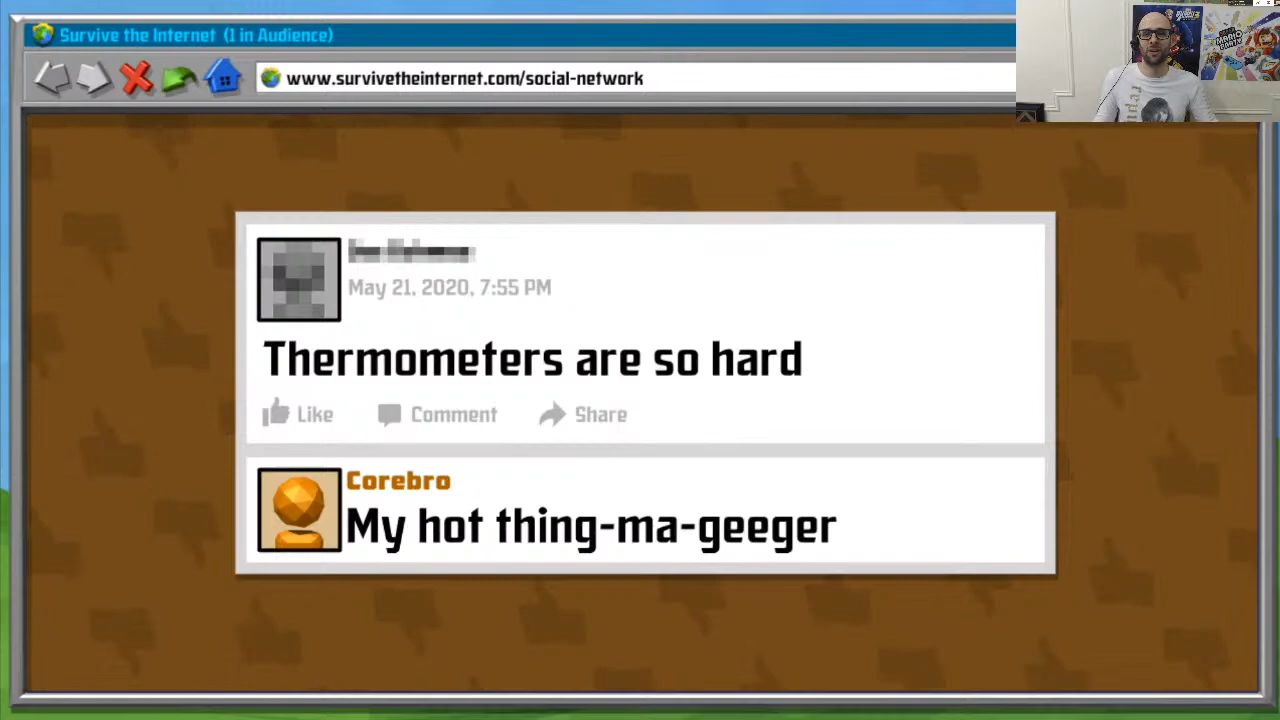 Survive the Internet (1 in Audience)
www.survivetheinternet.com/social-network
May 21, 2020, 7:55 PM
Thermometers are so hard
Like Comment Share
Corebro
My hot thing-ma-geeger